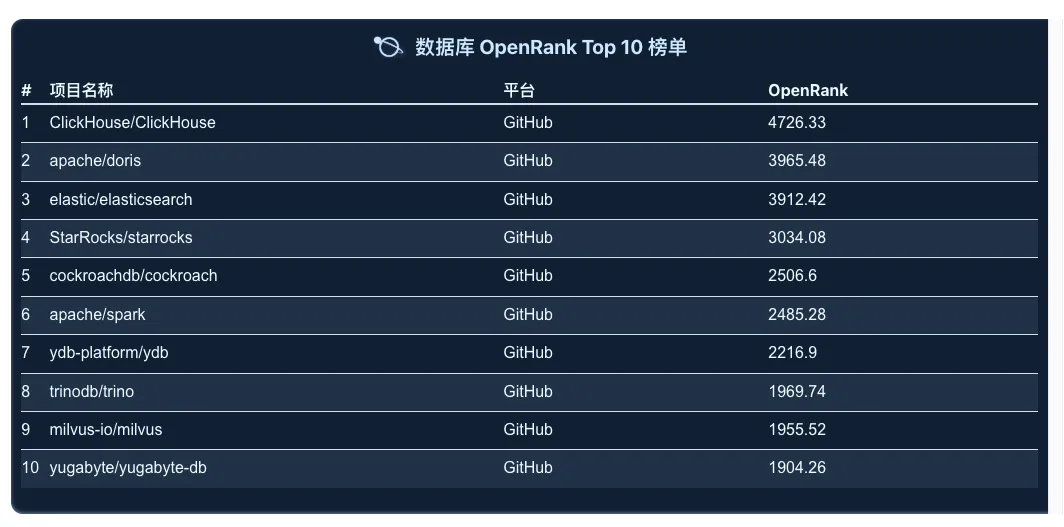 数据库 OpenRank Top 10 榜单
# 项目名称 平台 OpenRank
1 ClickHouse/ClickHouse GitHub 4726.33
2 apache/doris GitHub 3965.48
3 elastic/elasticsearch GitHub 3912.42
4 StarRocks/starrocks GitHub 3034.08
5 cockroachdb/cockroach GitHub 2506.6
6 apache/spark GitHub 2485.28
7 ydb-platform/ydb GitHub 2216.9
8 trinodb/trino GitHub 1969.74
9 milvus-io/milvus GitHub 1955.52
10 yugabyte/yugabyte-db GitHub 1904.26